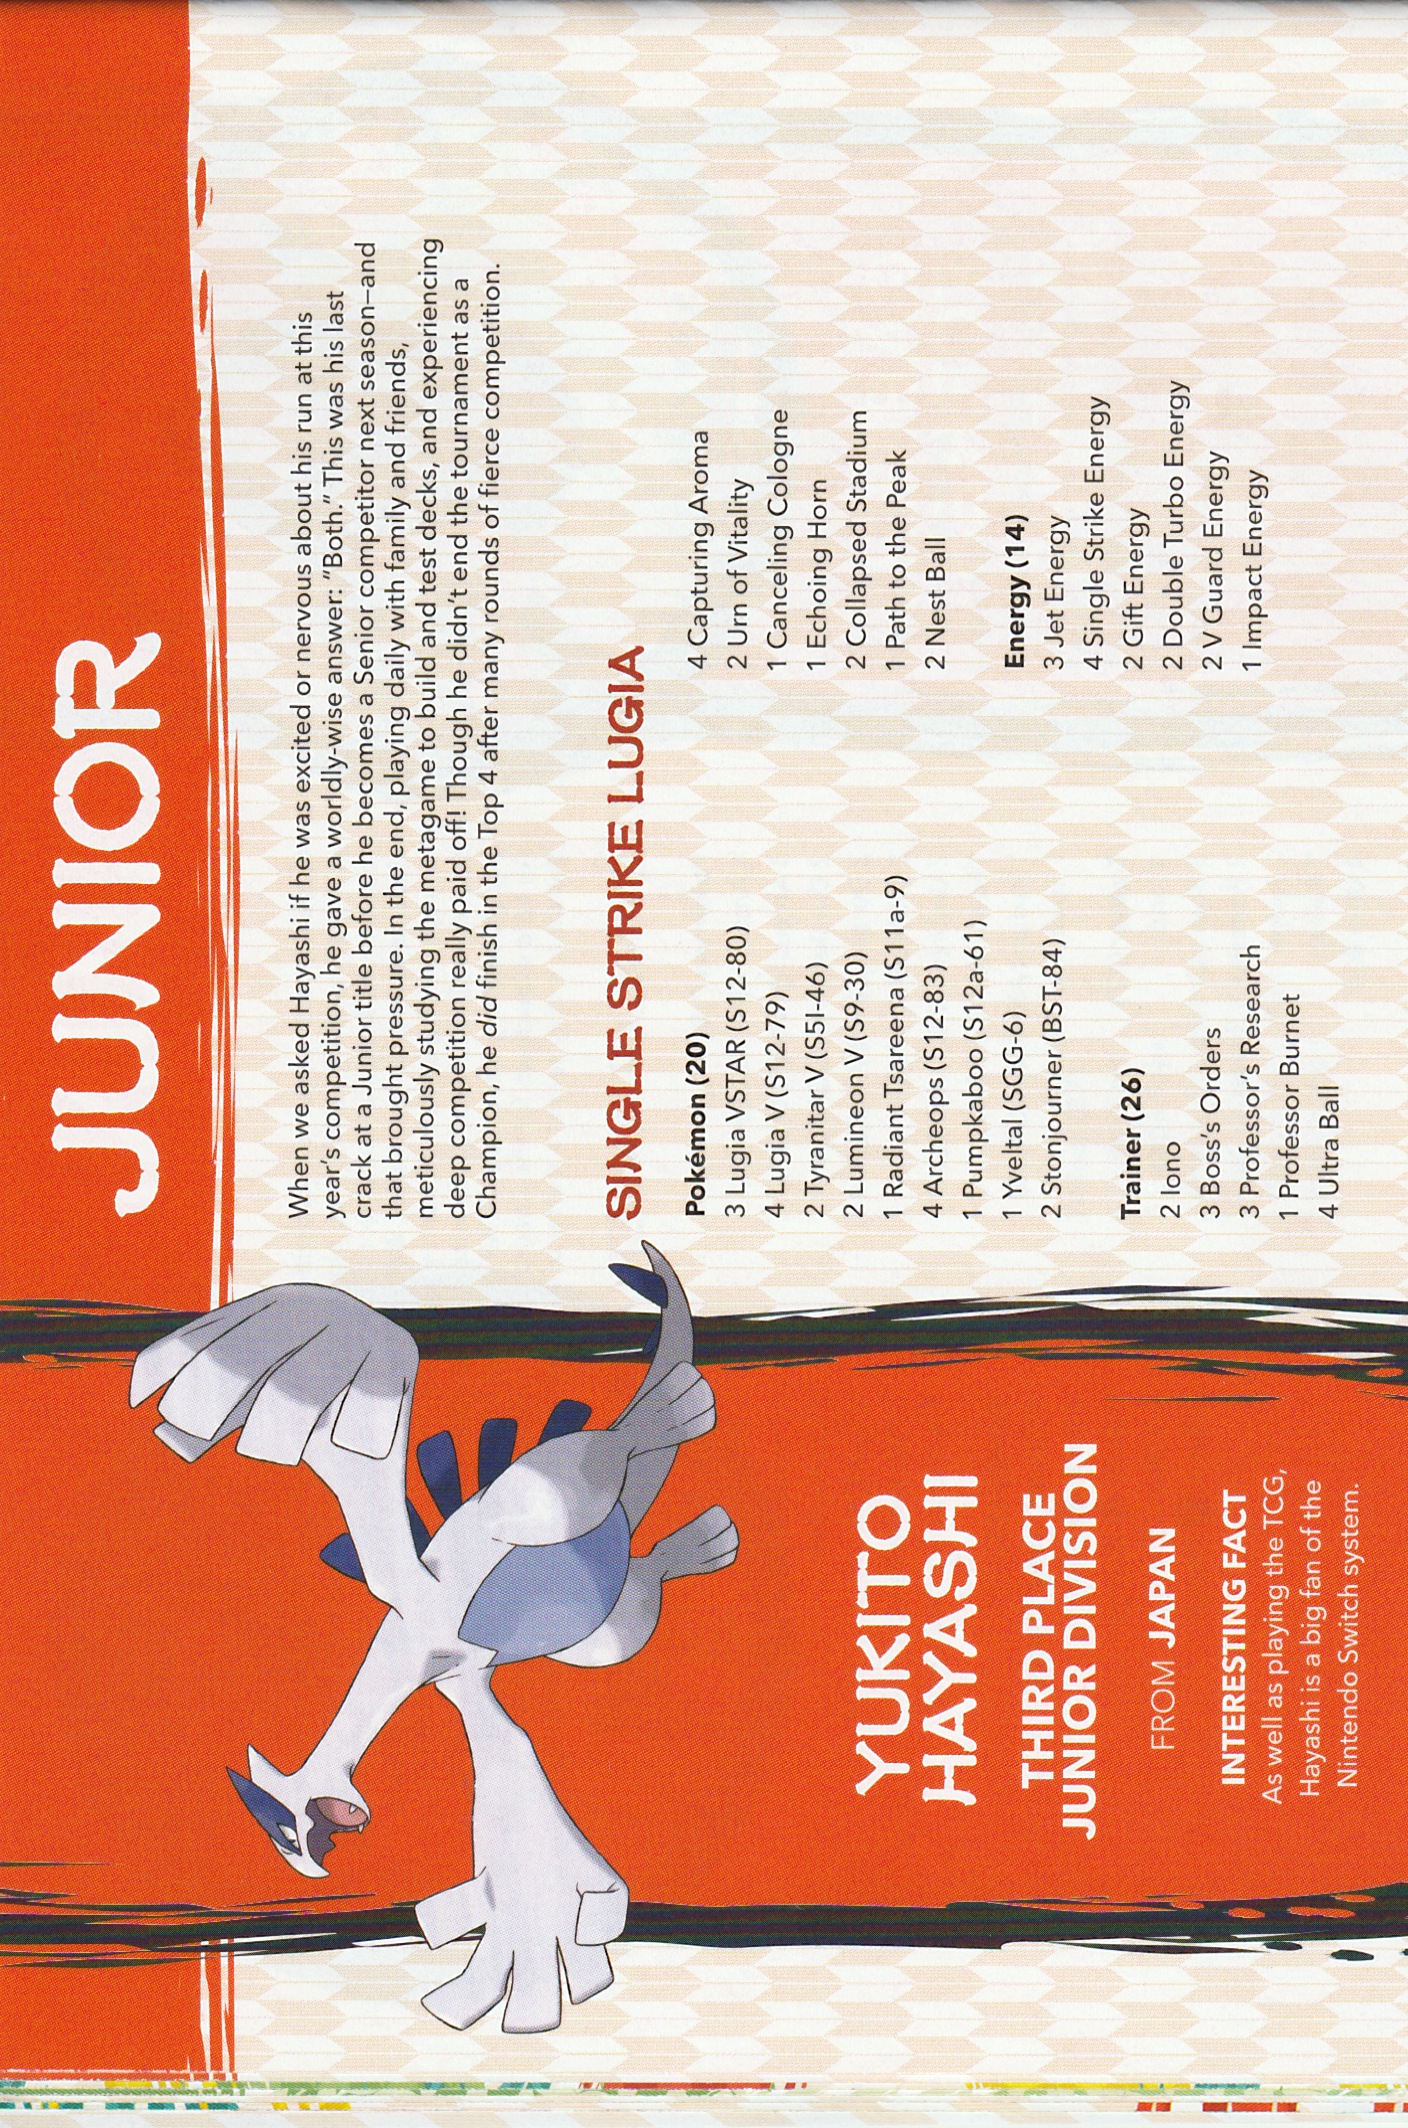 JUNIOR
When we asked Hayashi if he was excited or nervous about his run at this
year's competition, he gave a worldly-wise answer: "Both." This was his last
crack at a Junior title before he becomes a Senior competitor next season—and
that brought pressure. In the end, playing daily with family and friends,
meticulously studying the metagame to build and test decks, and experiencing
deep competition really paid off! Though he didn't end the tournament as a
Champion, he did finish in the Top 4 after many rounds of fierce competition.
YUKITO
HAYASHI
THIRD PLACE
JUNIOR DIVISION
FROM JAPAN
INTERESTING FACT
As well as playing the TCG,
Hayashi is a big fan of the
Nintendo Switch system.
SINGLE STRIKE LUGIA
Pokémon (20)
3 Lugia VSTAR (S12-80)
4 Lugia V (S12-79)
2 Tyranitar V (S5I-46)
2 Lumineon V (S9-30)
1 Radiant Tsareena (S11a-9)
4 Archeops (S12-83)
1 Pumpkaboo (S12a-61)
1 Yveltal (SGG-6)
2 Stonjourner (BST-84)
Trainer (26)
2 Iono
3 Boss's Orders
3 Professor's Research
1 Professor Burnet
4 Ultra Ball
4 Capturing Aroma
2 Urn of Vitality
1 Canceling Cologne
1 Echoing Horn
2 Collapsed Stadium
1 Path to the Peak
2 Nest Ball
Energy (14)
3 Jet Energy
4 Single Strike Energy
2 Gift Energy
2 Double Turbo Energy
2 V Guard Energy
1 Impact Energy